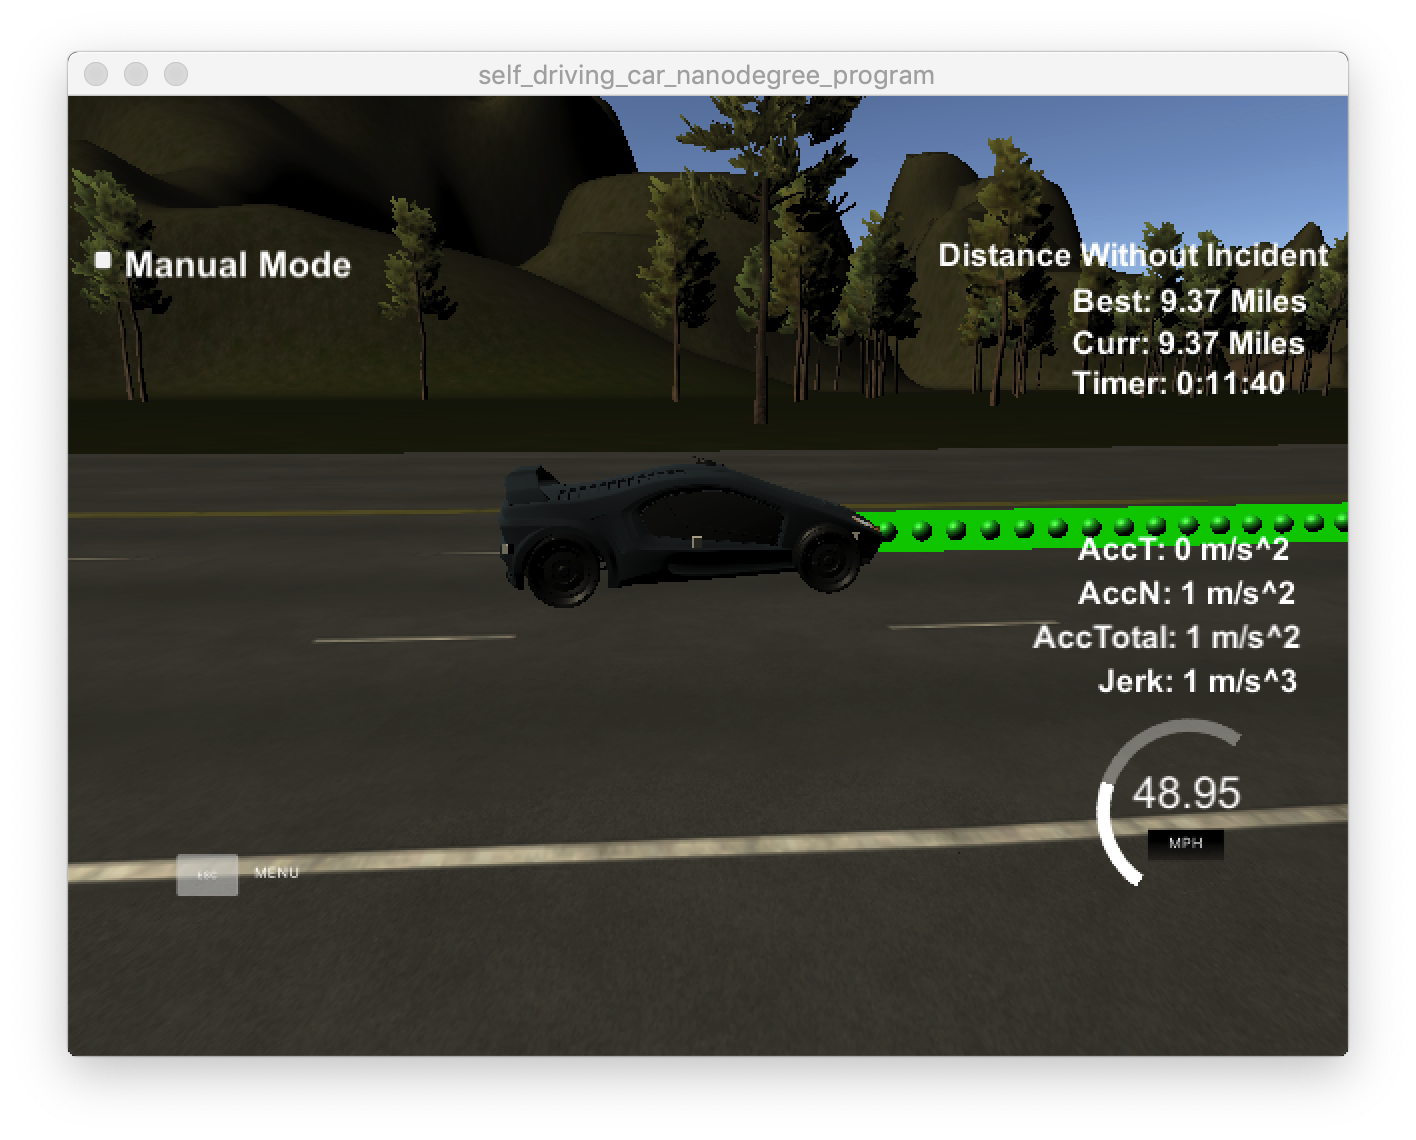 self_driving_car_nanodegree_program
Manual Mode
Distance Without Incident
Best: 9.37 Miles
Curr: 9.37 Miles
Timer: 0:11:40
AccT: 0 m/s^2
AccN: 1 m/s^2
AccTotal: 1 m/s^2
Jerk: 1 m/s^3
48.95
MPH
ESC MENU